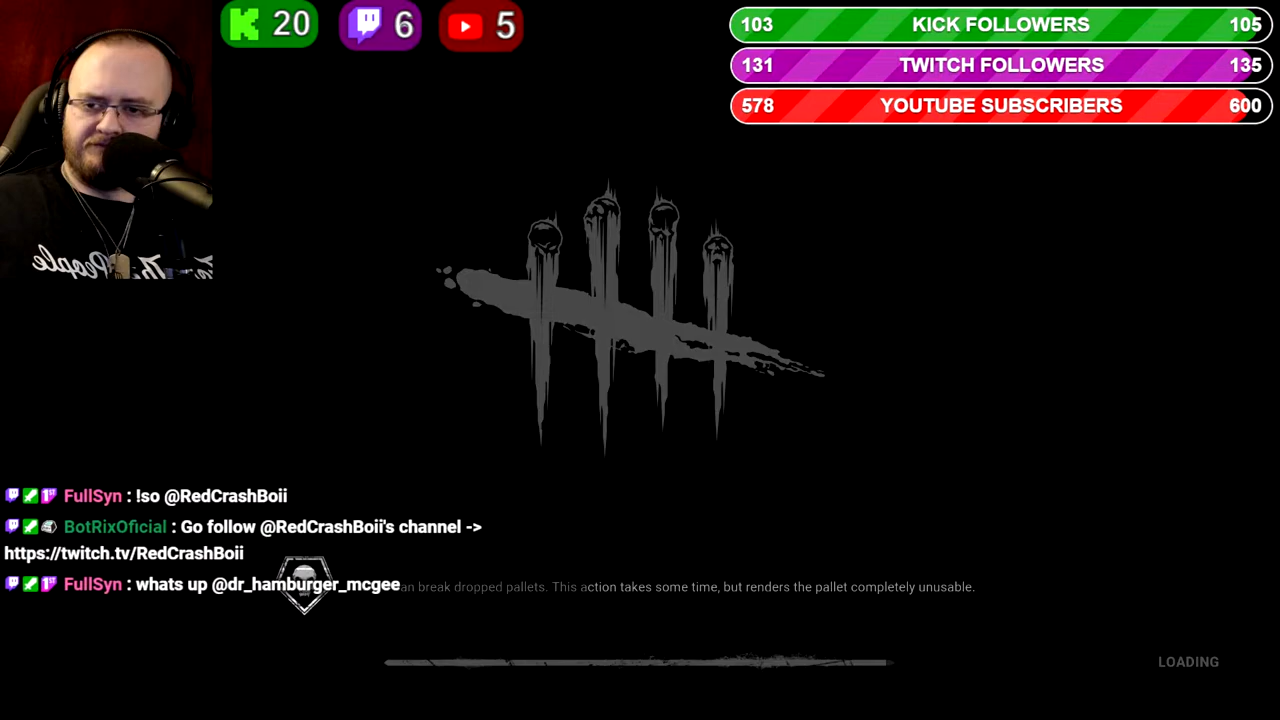 20
6
5
103 KICK FOLLOWERS 105
131 TWITCH FOLLOWERS 135
578 YOUTUBE SUBSCRIBERS 600
People
FullSyn : !so @RedCrashBoii
BotRixOficial : Go follow @RedCrashBoii's channel ->
https://twitch.tv/RedCrashBoii
FullSyn : whats up @dr_hamburger_mcgee
an break dropped pallets. This action takes some time, but renders the pallet completely unusable.
LOADING